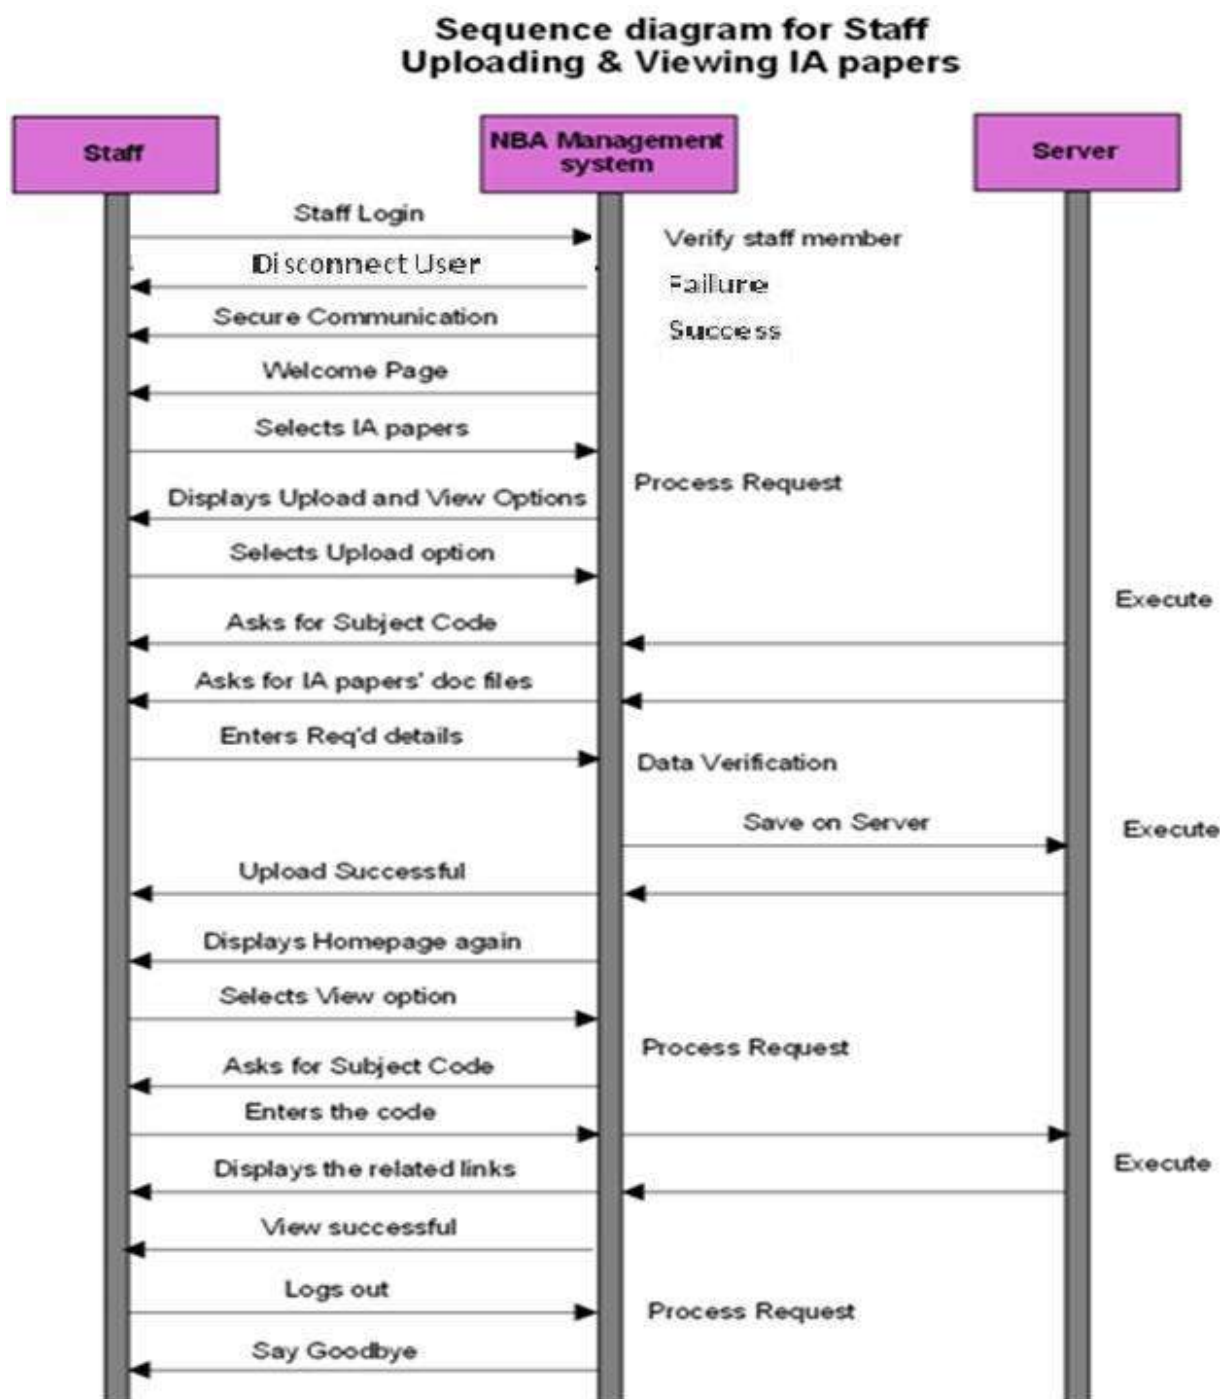 Sequence diagram for Staff
Uploading & Viewing IA papers
Staff
NBA Management
system
Server
Staff Login
Verify staff member
Disconnect User
Failure
Secure Communication
Success
Welcome Page
Selects IA papers
Process Request
Displays Upload and View Options
Selects Upload option
Execute
Asks for Subject Code
Asks for IA papers' doc files
Enters Req'd details
Data Verification
Save on Server
Execute
Upload Successful
Displays Homepage again
Selects View option
Process Request
Asks for Subject Code
Enters the code
Execute
Displays the related links
View successful
Logs out
Process Request
Say Goodbye